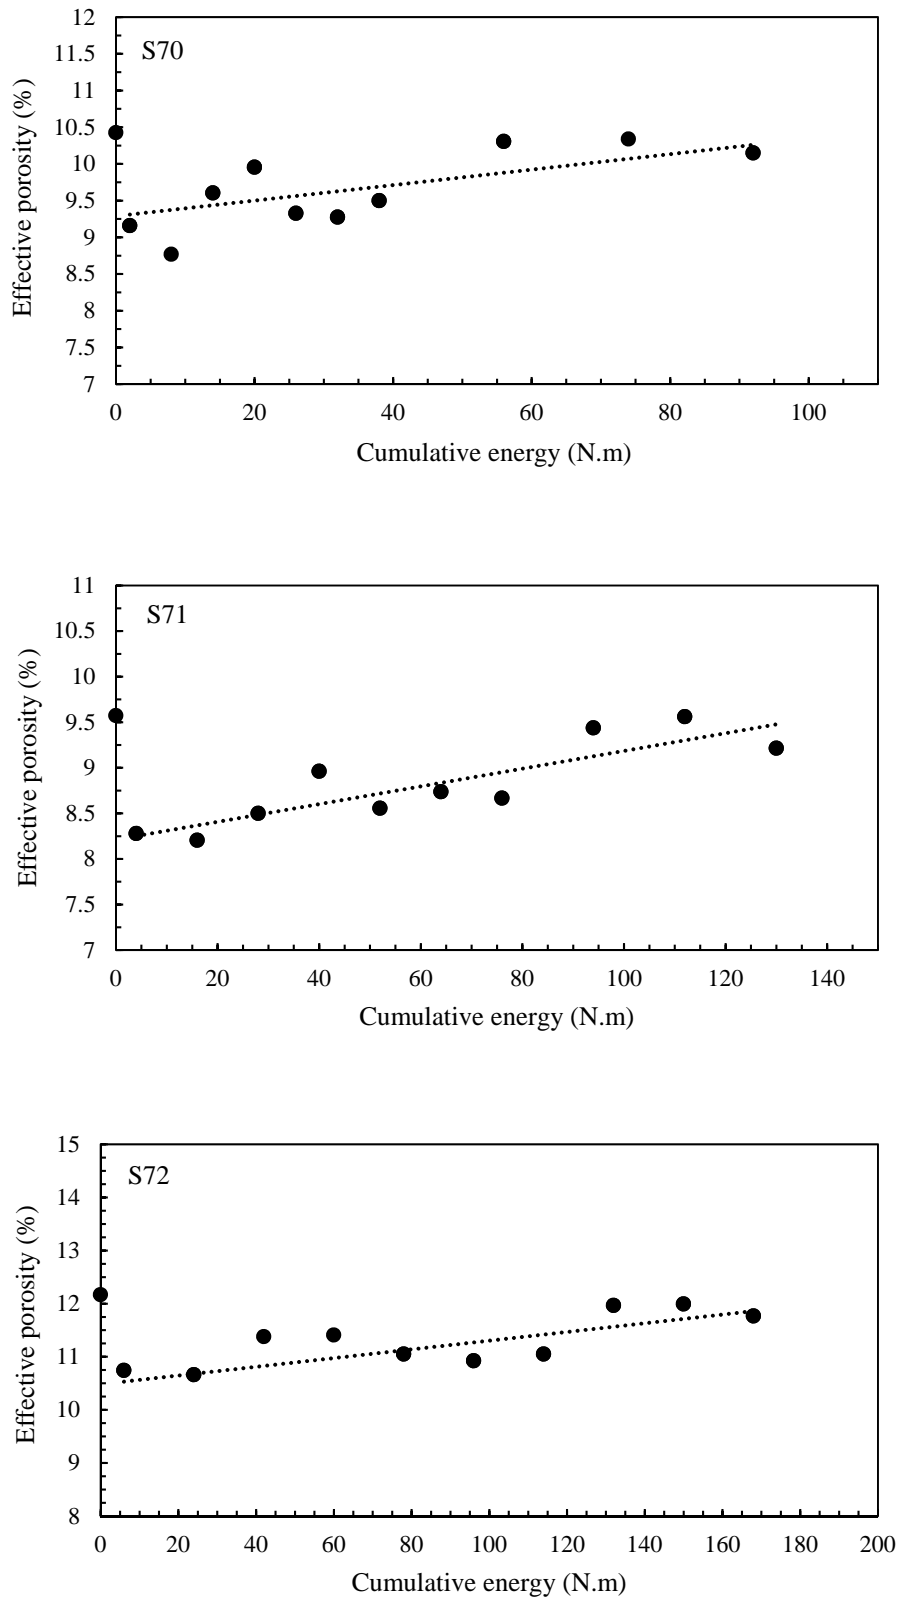 12
11.5
S70
11
10.5
10
9.5
9
8.5
8
7.5
7
Effective porosity (%)
0 20 40 60 80 100
Cumulative energy (N.m)
11
S71
10.5
10
9.5
9
8.5
8
7.5
7
Effective porosity (%)
0 20 40 60 80 100 120 140
Cumulative energy (N.m)
15
S72
14
13
12
11
10
9
8
Effective porosity (%)
0 20 40 60 80 100 120 140 160 180 200
Cumulative energy (N.m)